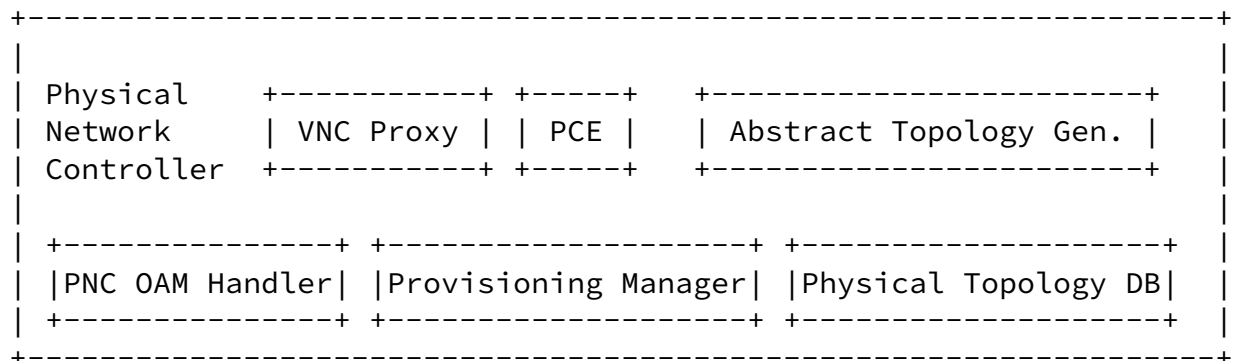 Physical
Network VNC Proxy PCE Abstract Topology Gen.
Controller
PNC OAM Handler Provisioning Manager Physical Topology DB